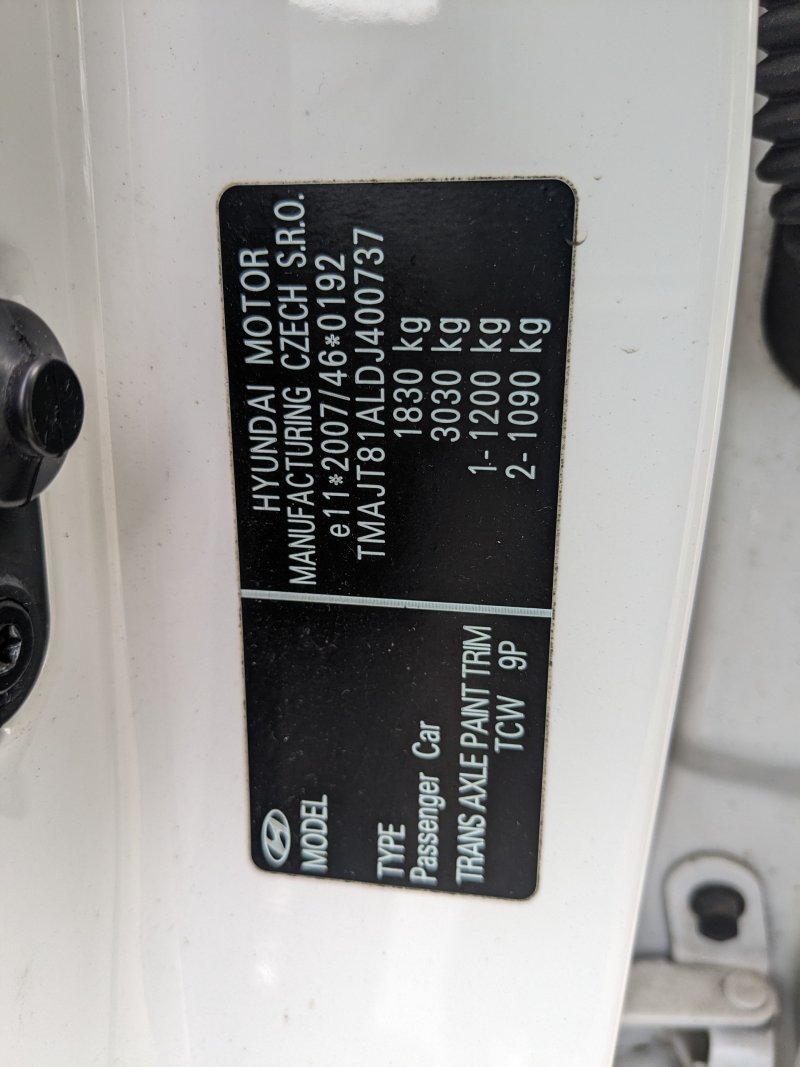 HYUNDAI MOTOR
MANUFACTURING CZECH S.R.O.
e11*2007/46*0192
TMAJT81ALDJ400737
1830 kg
3030 kg
1-1200 kg
2-1090 kg
MODEL
TYPE
Passenger Car
TRANS AXLE PAINT TRIM
TCW 9P